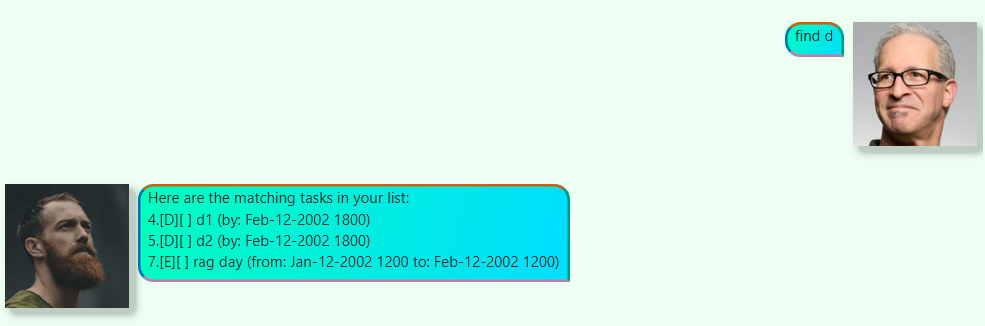 find d
Here are the matching tasks in your list:
4.[D][ ] d1 (by: Feb-12-2002 1800)
5.[D][ ] d2 (by: Feb-12-2002 1800)
7.[E][ ] rag day (from: Jan-12-2002 1200 to: Feb-12-2002 1200)